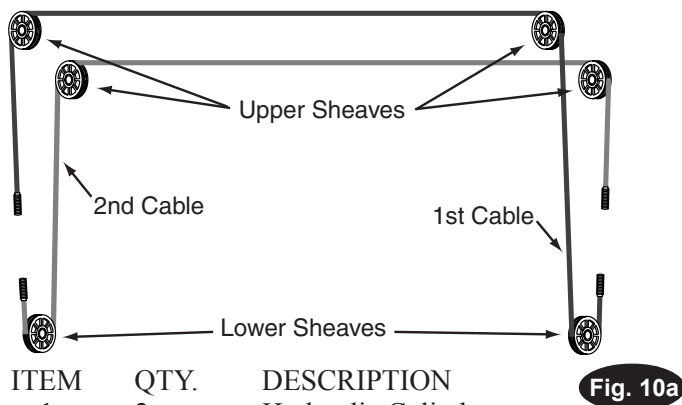 Upper Sheaves
2nd Cable
1st Cable
Lower Sheaves
ITEM QTY. DESCRIPTION
Fig. 10a